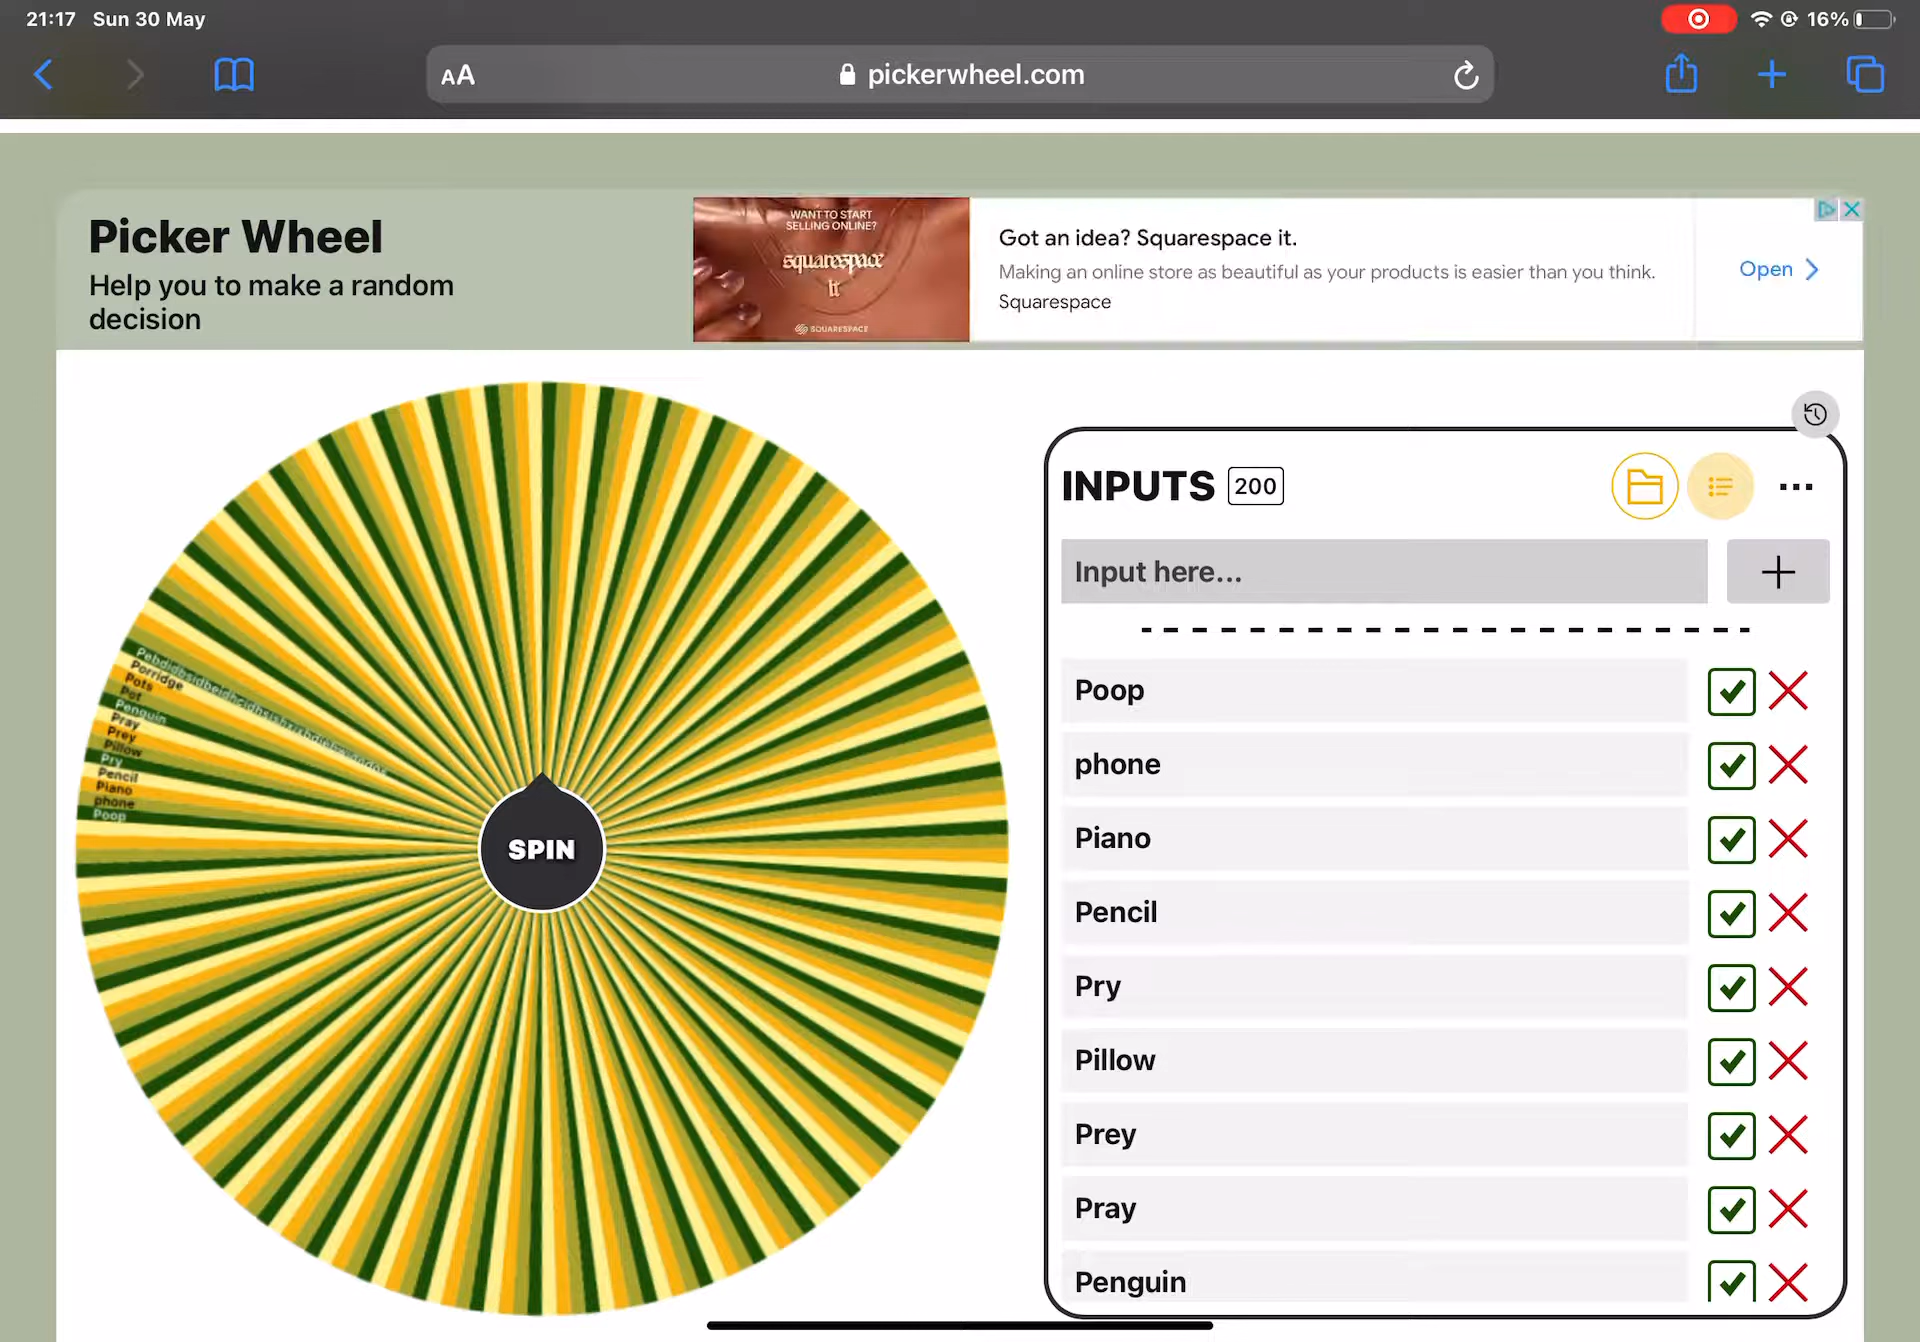 21:17 Sun 30 May
16%
AA
pickerwheel.com
Picker Wheel
Help you to make a random
decision
WANT TO START
SELLING ONLINE?
squarespace
it
SQUARESPACE
Got an idea? Squarespace it.
Making an online store as beautiful as your products is easier than you think.
Squarespace
Open
Porridge
Pots
Pot
Penguin
Pray
Prey
Pillow
Pry
Pencil
Piano
phone
Poop
SPIN
INPUTS 200
Input here...
Poop
phone
Piano
Pencil
Pry
Pillow
Prey
Pray
Penguin